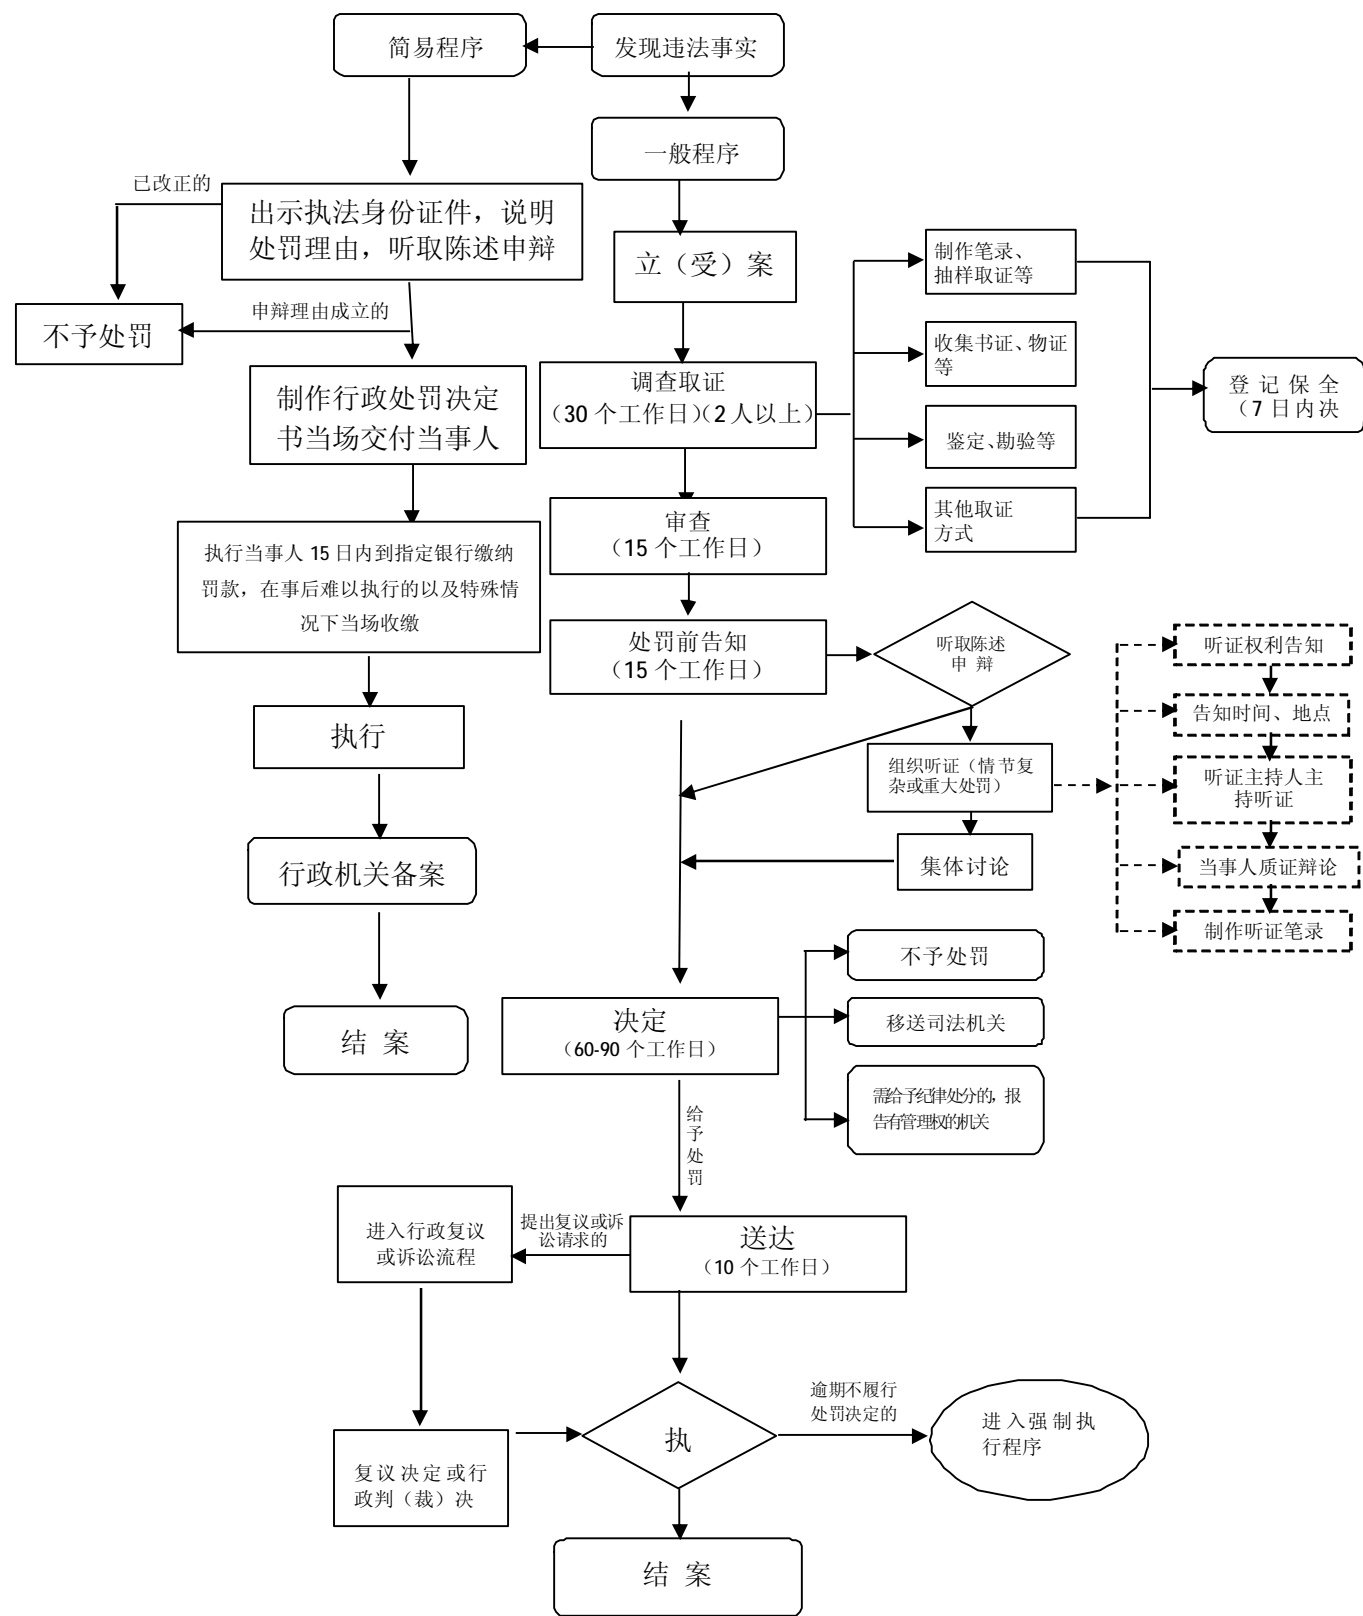 简易程序
发现违法事实
一般程序
已改正的
出示执法身份证件，说明
处罚理由，听取陈述申辩
立（受）案
制作笔录、
抽样取证等
申辩理由成立的
不予处罚
收集书证、物证
等
制作行政处罚决定
书当场交付当事人
调查取证
（30 个工作日）（2 人以上）
登记保全
（7 日内决
鉴定、勘验等
其他取证
方式
审查
（15 个工作日）
执行当事人 15 日内到指定银行缴纳
罚款，在事后难以执行的以及特殊情
况下当场收缴
处罚前告知
（15 个工作日）
听取陈述
申 辩
听证权利告知
告知时间、地点
执行
组织听证（情节复
杂或重大处罚）
听证主持人主
持听证
行政机关备案
集体讨论
当事人质证辩论
制作听证笔录
不予处罚
结 案
决定
（60-90 个工作日）
移送司法机关
需给予纪律处分的，报
告有管理权的机关
给
予
处
罚
进入行政复议
或诉讼流程
提出复议或诉
讼请求的
送达
（10 个工作日）
执
逾期不履行
处罚决定的
进入强制执
行程序
复议决定或行
政判（裁）决
结 案